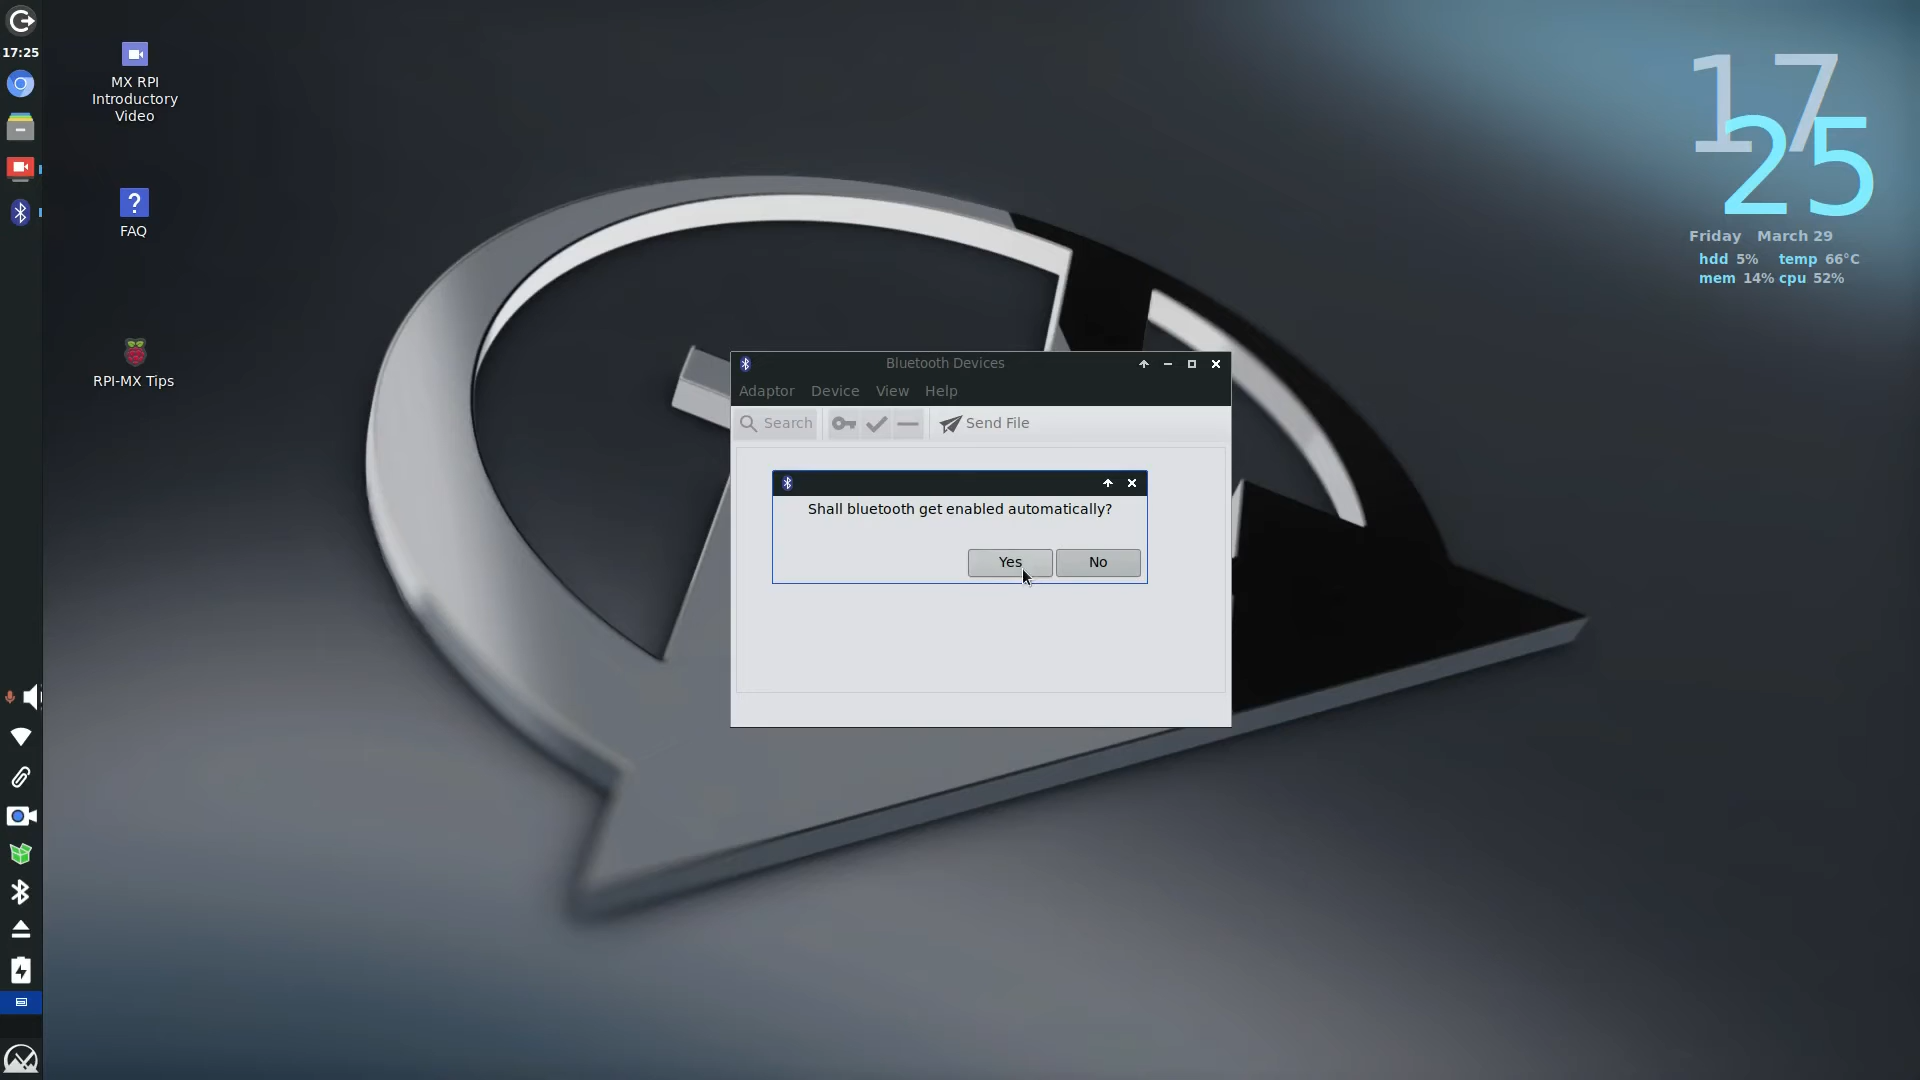 17:25
MX RPI
Introductory
Video
FAQ
RPI-MX Tips
17
25
Friday March 29
hdd 5% temp 66°C
mem 14% cpu 52%
Bluetooth Devices
Adaptor Device View Help
Search Send File
Shall bluetooth get enabled automatically?
Yes No